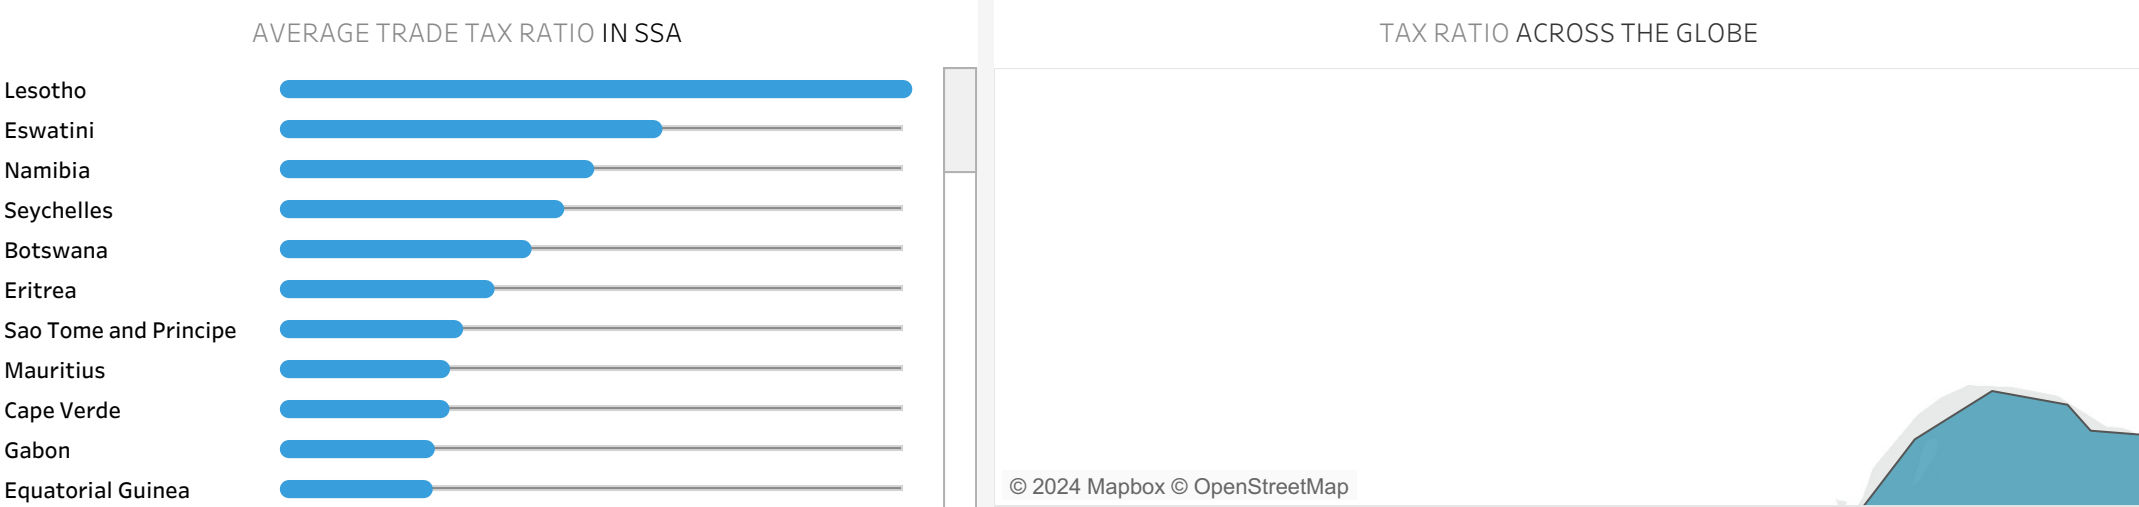 AVERAGE TRADE TAX RATIO IN SSA
Lesotho
Eswatini
Namibia
Seychelles
Botswana
Eritrea
Sao Tome and Principe
Mauritius
Cape Verde
Gabon
Equatorial Guinea
TAX RATIO ACROSS THE GLOBE
© 2024 Mapbox © OpenStreetMap